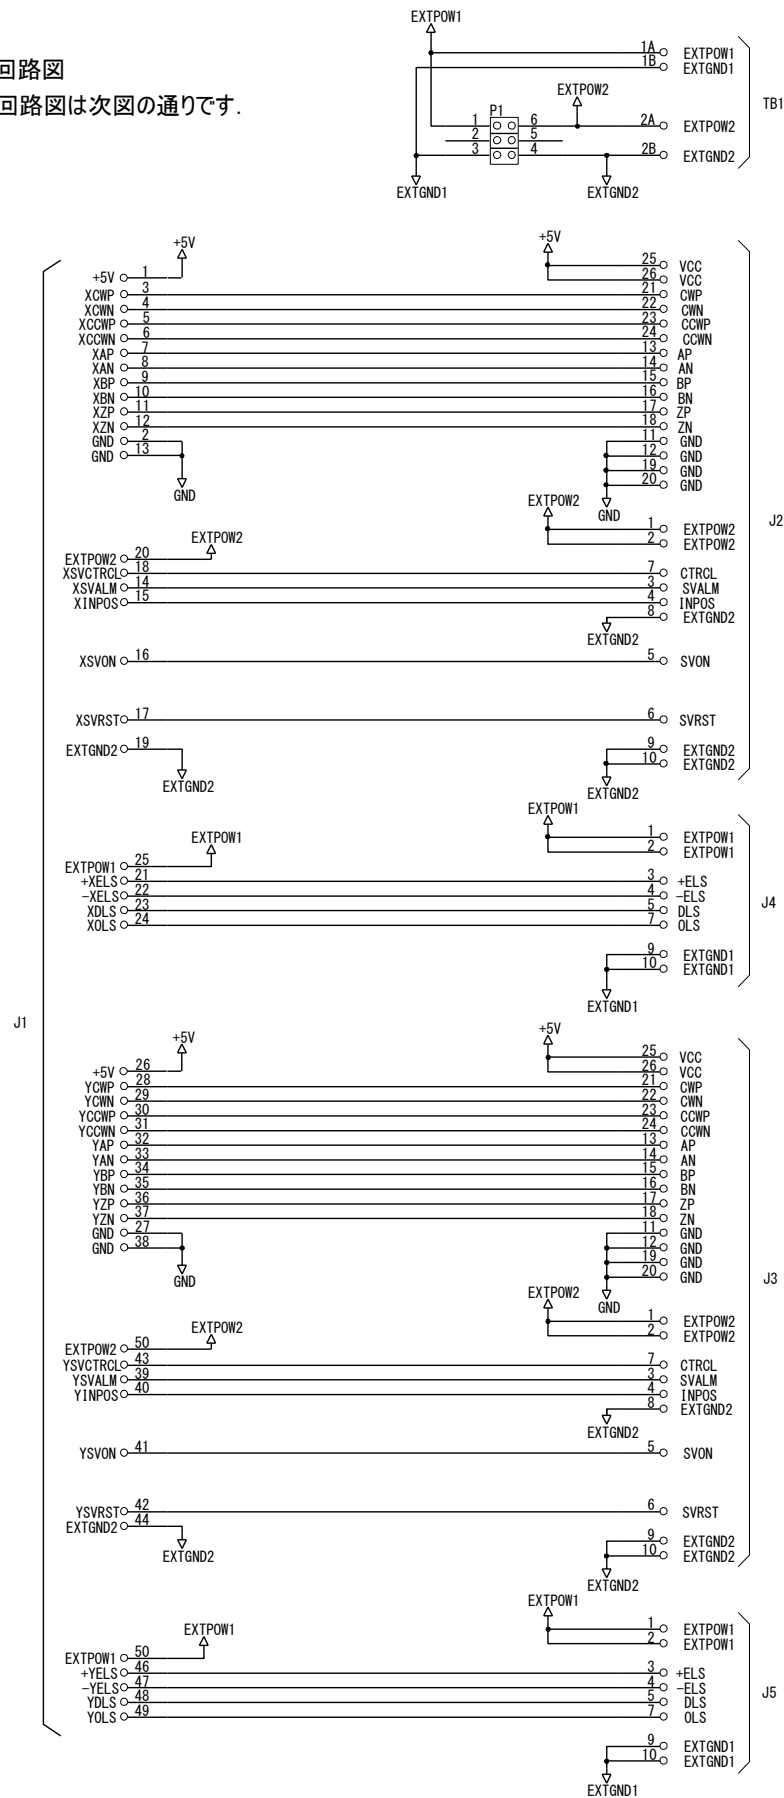 回路図
回路図は次図の通りです.
EXTPOW1
1A EXTPOW1
1B EXTGND1
TB1
EXTPOW2
P1
1 6 2A EXTPOW2
2 5
3 4 2B EXTGND2
EXTGND1 EXTGND2
+5V +5V
25 VCC
+5V 1 26 VCC
XCWP 3 21 CWP
XCWN 4 22 CWN
XCCWP 5 23 CCWP
XCCWN 6 24 CCWN
XAP 7 13 AP
XAN 8 14 AN
XBP 9 15 BP
XBN 10 16 BN
XZP 11 17 ZP
XZN 12 18 ZN
GND 2 11 GND
GND 13 12 GND
19 GND
20 GND
GND GND
J2
EXTPOW2
1 EXTPOW2
2 EXTPOW2
EXTPOW2
EXTPOW2 20
XSVCTRCL 18 7 CTRCL
XSVALM 14 3 SVALM
XINPOS 15 4 INPOS
8 EXTGND2
EXTGND2
XSVON 16 5 SVON
XSVRST 17 6 SVRST
EXTGND2 19 9 EXTGND2
10 EXTGND2
EXTGND2 EXTGND2
EXTPOW1
EXTPOW1 1 EXTPOW1
2 EXTPOW1
EXTPOW1 25
+XELS 21 3 +ELS
-XELS 22 4 -ELS
XDLS 23 5 DLS
XOLS 24 7 OLS
J4
9 EXTGND1
10 EXTGND1
EXTGND1
J1
+5V +5V
25 VCC
+5V 26 26 VCC
YCWP 28 21 CWP
YCWN 29 22 CWN
YCCWP 30 23 CCWP
YCCWN 31 24 CCWN
YAP 32 13 AP
YAN 33 14 AN
YBP 34 15 BP
YBN 35 16 BN
YZP 36 17 ZP
YZN 37 18 ZN
GND 27 11 GND
GND 38 12 GND
19 GND
20 GND
GND GND
J3
EXTPOW2
1 EXTPOW2
EXTPOW2 2 EXTPOW2
EXTPOW2 50
YSVCTRCL 43 7 CTRCL
YSVALM 39 3 SVALM
YINPOS 40 4 INPOS
8 EXTGND2
EXTGND2
YSVON 41 5 SVON
YSVRST 42 6 SVRST
EXTGND2 44
9 EXTGND2
10 EXTGND2
EXTGND2 EXTGND2
EXTPOW1
EXTPOW1 1 EXTPOW1
2 EXTPOW1
EXTPOW1 50
+YELS 46 3 +ELS
-YELS 47 4 -ELS
YDLS 48 5 DLS
YOLS 49 7 OLS
J5
9 EXTGND1
10 EXTGND1
EXTGND1